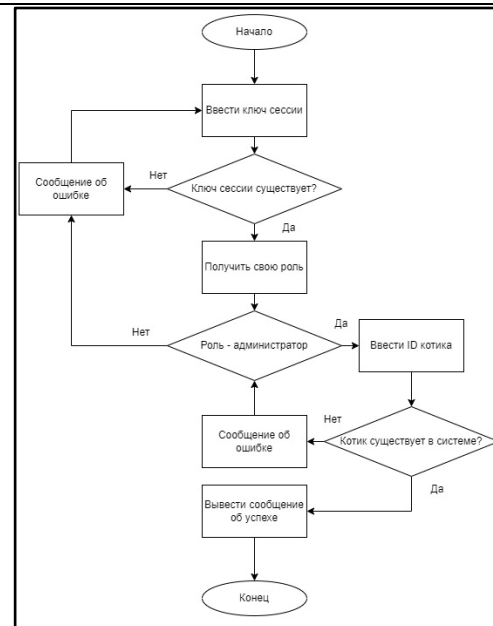 Начало
Ввести ключ сессии
Сообщение об
ошибке
Нет
Ключ сессии существует?
Да
Получить свою роль
Нет
Роль - администратор
Да
Ввести ID котика
Сообщение об
ошибке
Нет
Котик существует в системе?
Да
Вывести сообщение
об успехе
Конец